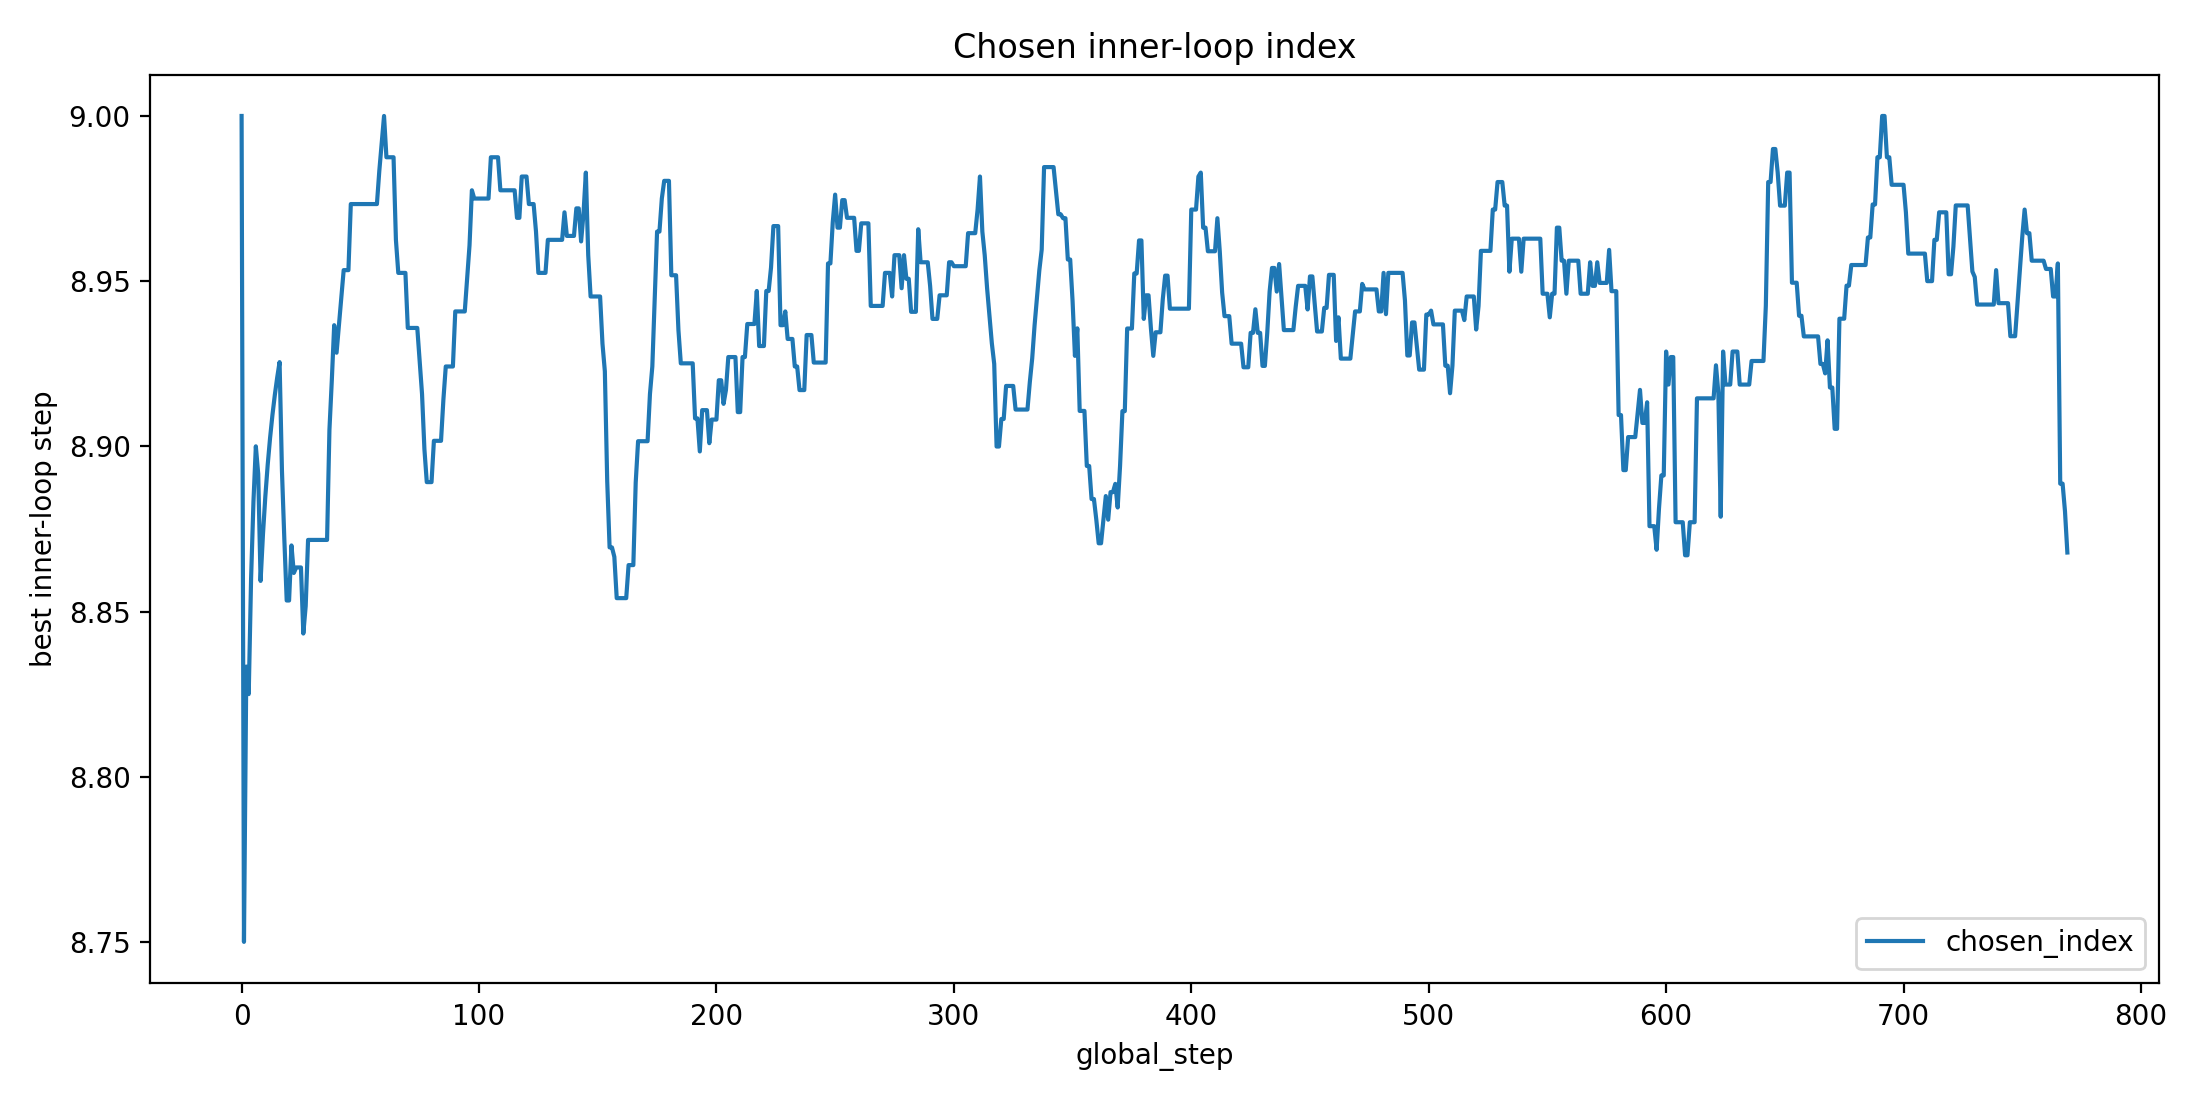 Chosen inner-loop index
best inner-loop step
9.00
8.95
8.90
8.85
8.80
8.75
chosen_index
0 100 200 300 400 500 600 700 800
global_step